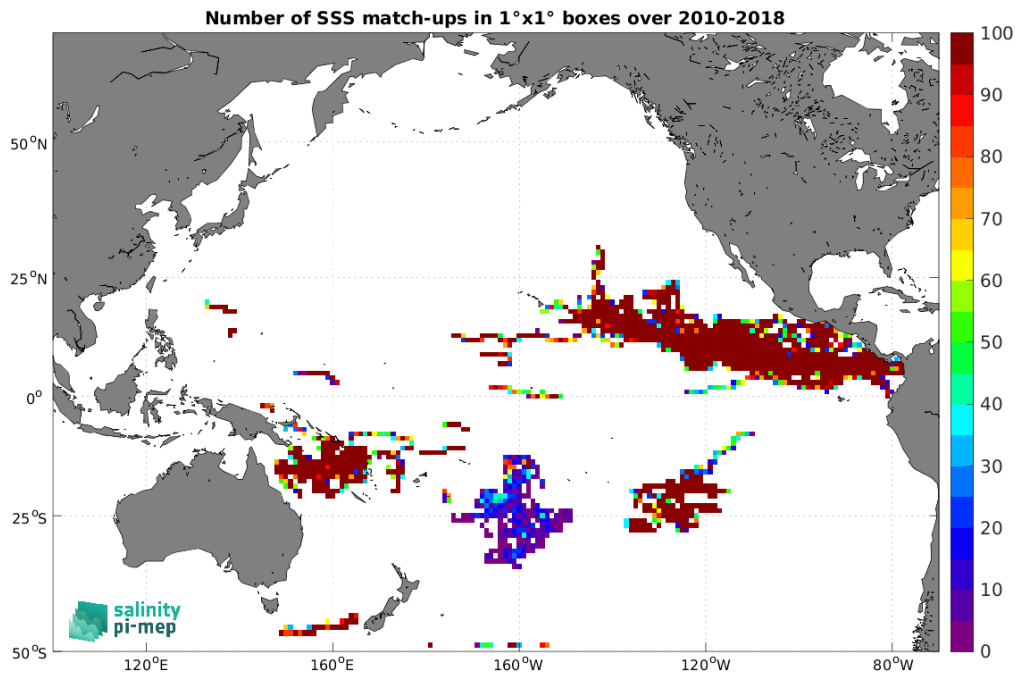 Number of SSS match-ups in 1°x1° boxes over 2010-2018
50°N
25°N
0°
25°S
50°S
120°E
160°E
160°W
120°W
80°W
100
90
80
70
60
50
40
30
20
10
0
salinity
pi-mep